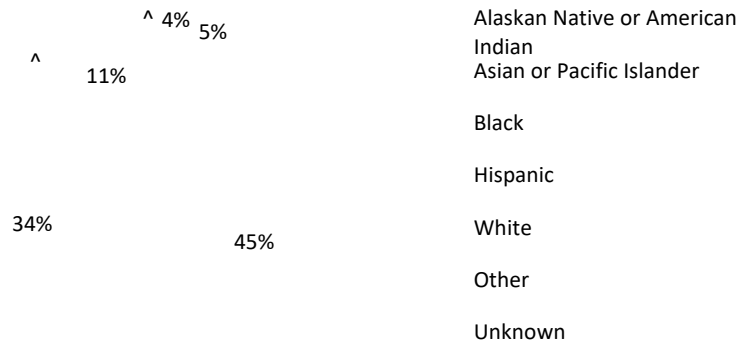 ^ 4% 5%
^
11%
34%
45%
Alaskan Native or American
Indian
Asian or Pacific Islander
Black
Hispanic
White
Other
Unknown